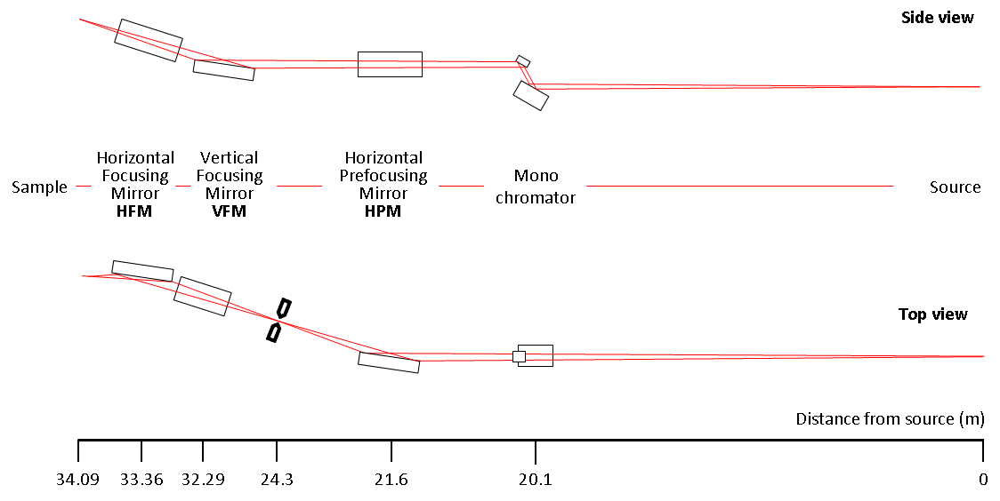 Side view
Horizontal
Focusing
Mirror
HFM
Vertical
Focusing
Mirror
VFM
Horizontal
Prefocusing
Mirror
HPM
Mono
chromator
Sample
Source
Top view
Distance from source (m)
34.09 33.36 32.29 24.3 21.6 20.1 0